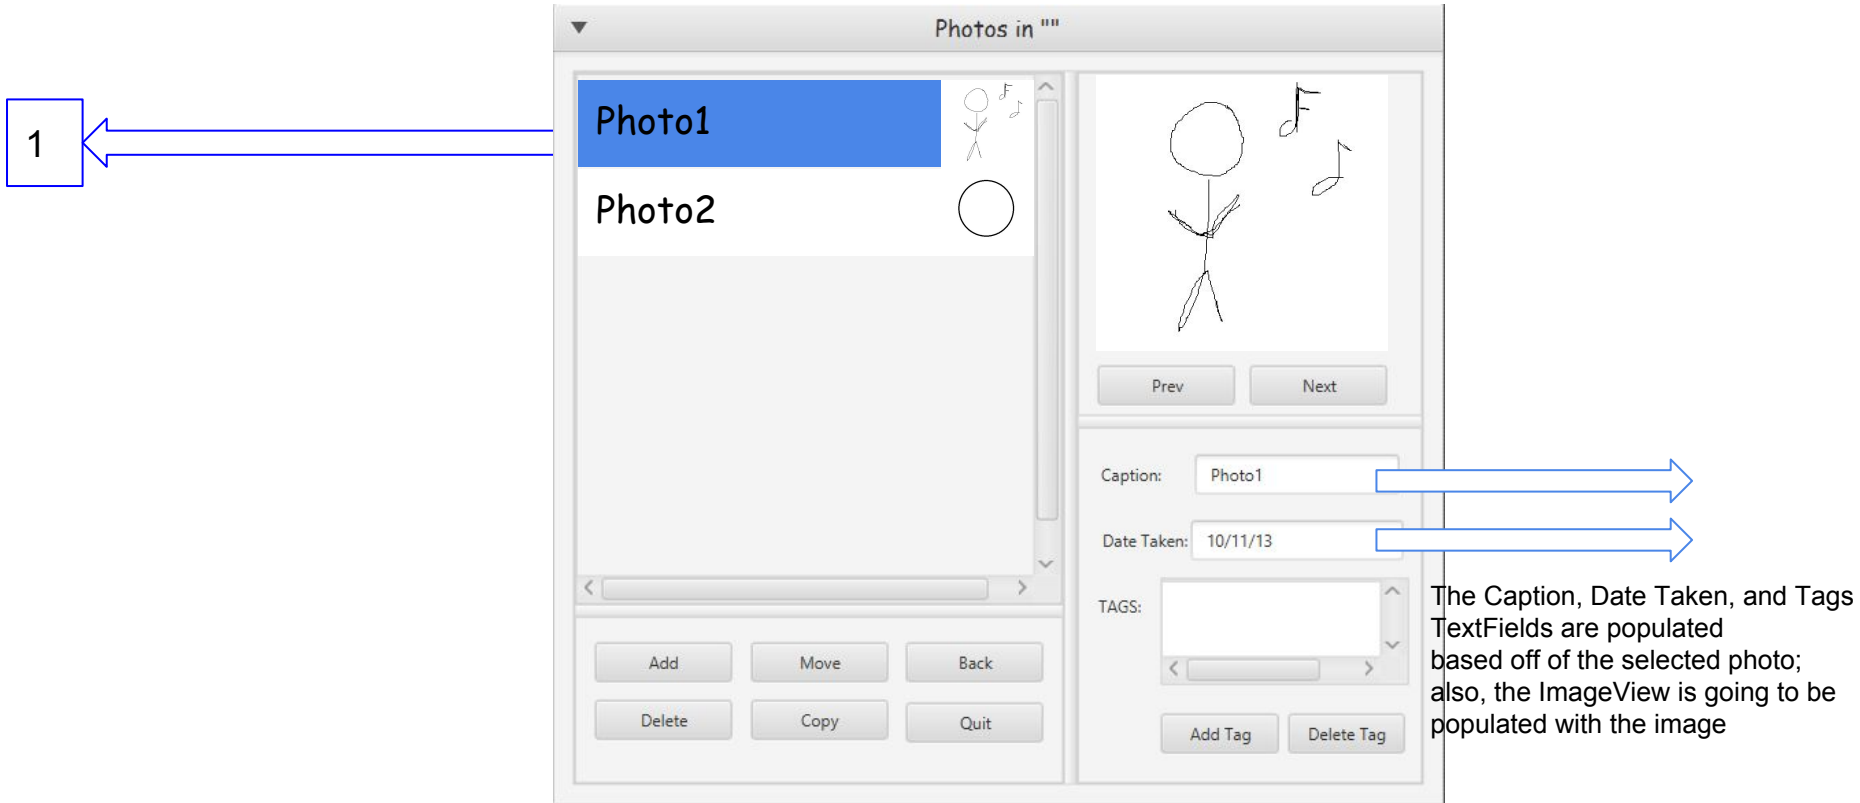 Photos in ""
1
Photo1
Photo2
Prev
Next
Caption:
Photo1
Date Taken:
10/11/13
TAGS:
The Caption, Date Taken, and Tags
TextFields are populated
based off of the selected photo;
also, the ImageView is going to be
populated with the image
Add
Move
Back
Delete
Copy
Quit
Add Tag
Delete Tag